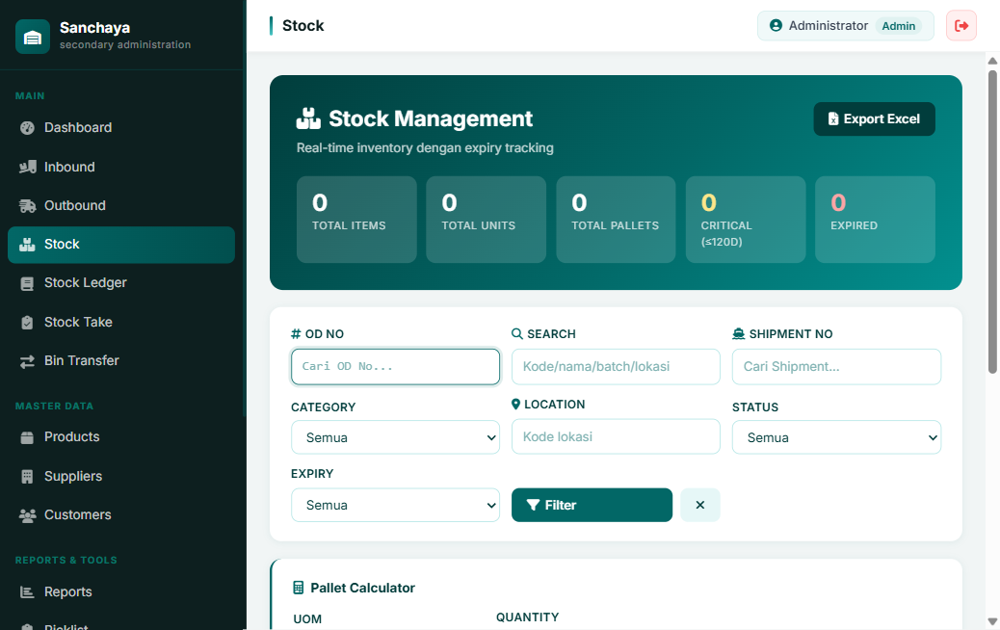 Sanchaya
secondary administration
MAIN
Dashboard
Inbound
Outbound
Stock
Stock Ledger
Stock Take
Bin Transfer
MASTER DATA
Products
Suppliers
Customers
REPORTS & TOOLS
Reports
Picklist
Stock
Administrator Admin
Stock Management
Real-time inventory dengan expiry tracking
Export Excel
0
TOTAL ITEMS
0
TOTAL UNITS
0
TOTAL PALLETS
0
CRITICAL
(≤120D)
0
EXPIRED
# OD NO
Cari OD No...
SEARCH
Kode/nama/batch/lokasi
SHIPMENT NO
Cari Shipment...
CATEGORY
Semua
LOCATION
Kode lokasi
STATUS
Semua
EXPIRY
Semua
Filter
Pallet Calculator
UOM
QUANTITY